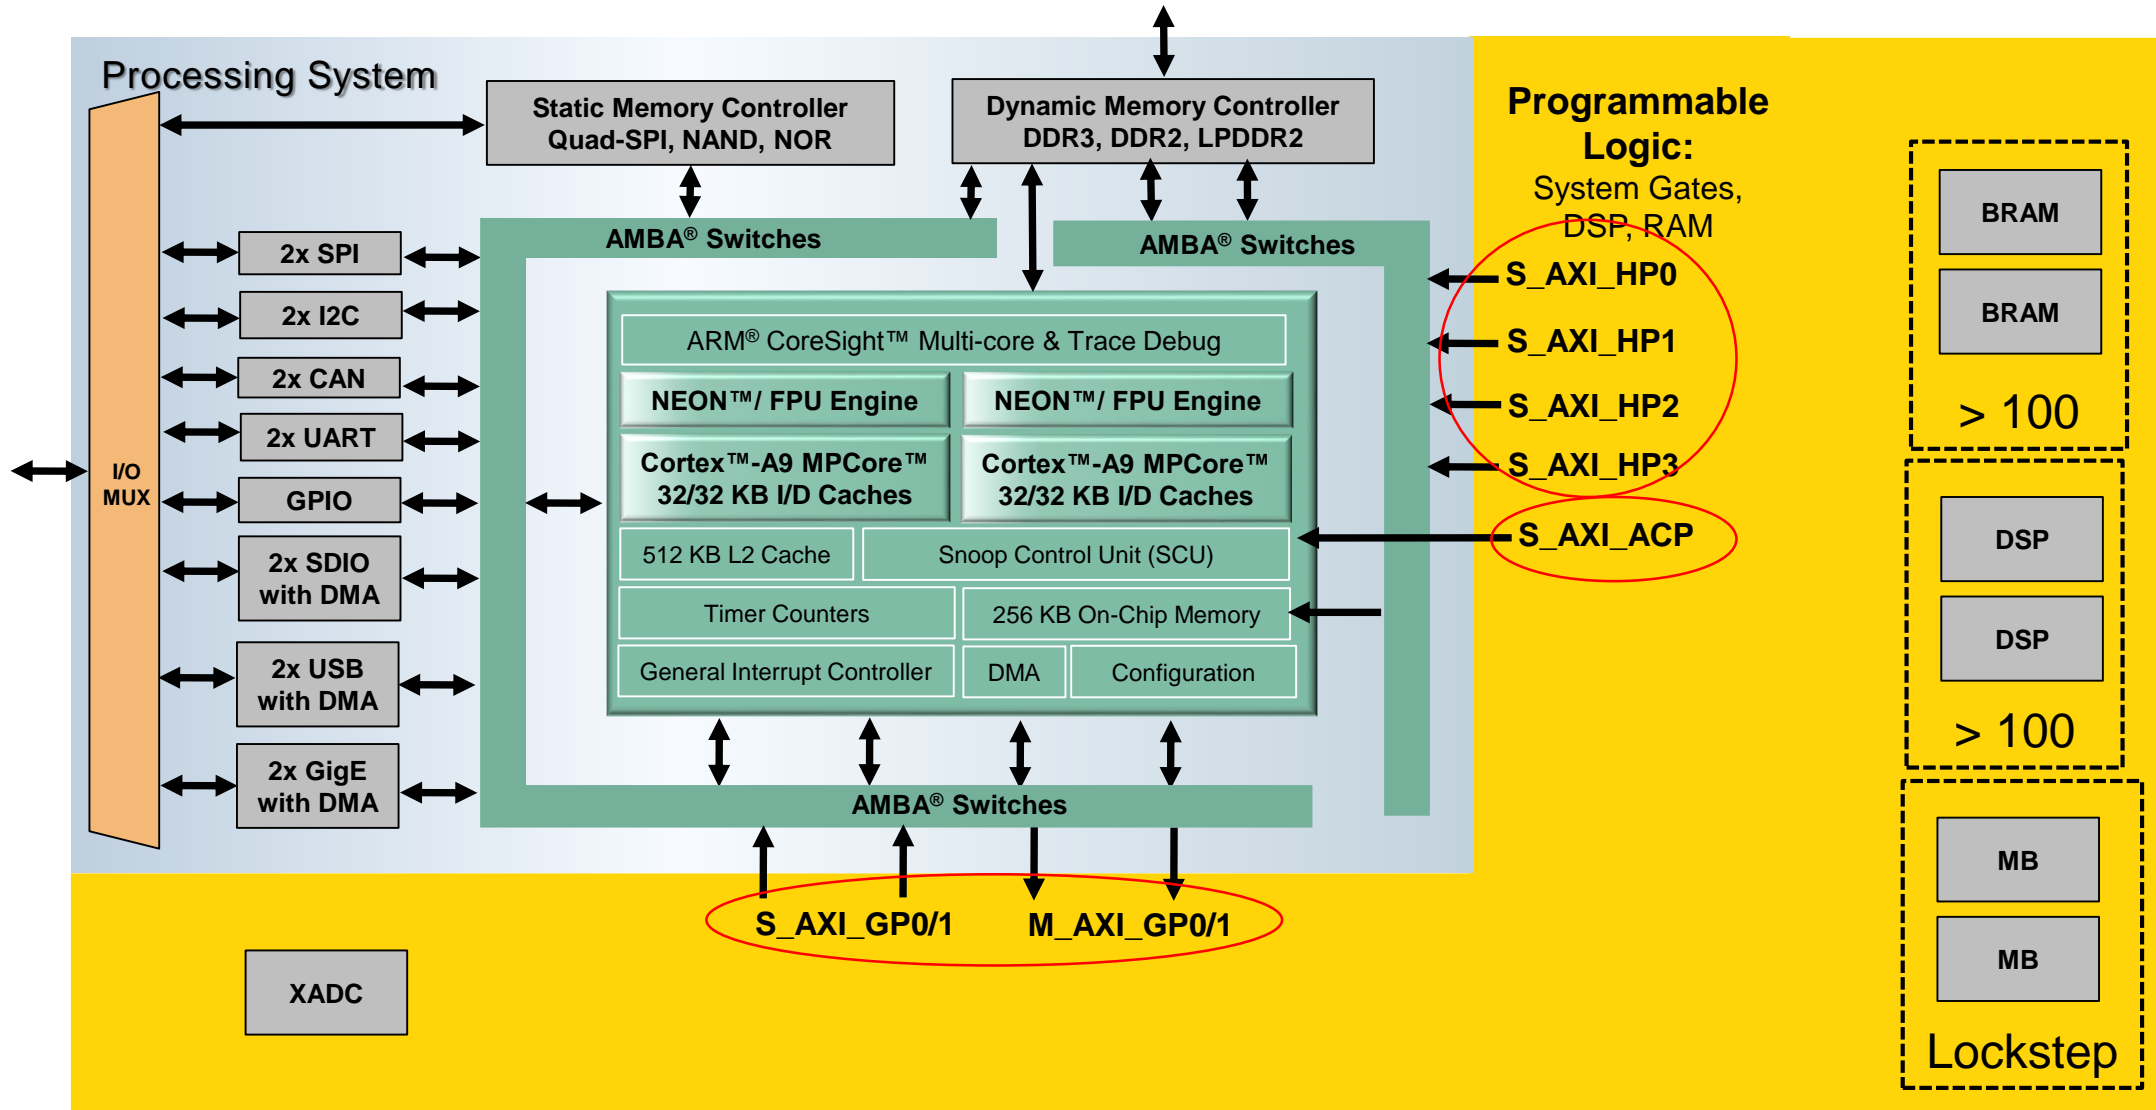 Processing System
Static Memory Controller
Quad-SPI, NAND, NOR
Dynamic Memory Controller
DDR3, DDR2, LPDDR2
Programmable
Logic:
System Gates,
DSP, RAM
AMBA® Switches
AMBA® Switches
I/O
MUX
2x SPI
2x I2C
2x CAN
2x UART
GPIO
2x SDIO
with DMA
2x USB
with DMA
2x GigE
with DMA
ARM® CoreSight™ Multi-core & Trace Debug
NEON™/ FPU Engine
NEON™/ FPU Engine
Cortex™-A9 MPCore™
32/32 KB I/D Caches
Cortex™-A9 MPCore™
32/32 KB I/D Caches
512 KB L2 Cache
Snoop Control Unit (SCU)
Timer Counters
256 KB On-Chip Memory
General Interrupt Controller
DMA
Configuration
AMBA® Switches
S_AXI_HP0
S_AXI_HP1
S_AXI_HP2
S_AXI_HP3
S_AXI_ACP
S_AXI_GP0/1
M_AXI_GP0/1
XADC
BRAM
BRAM
> 100
DSP
DSP
> 100
MB
MB
Lockstep